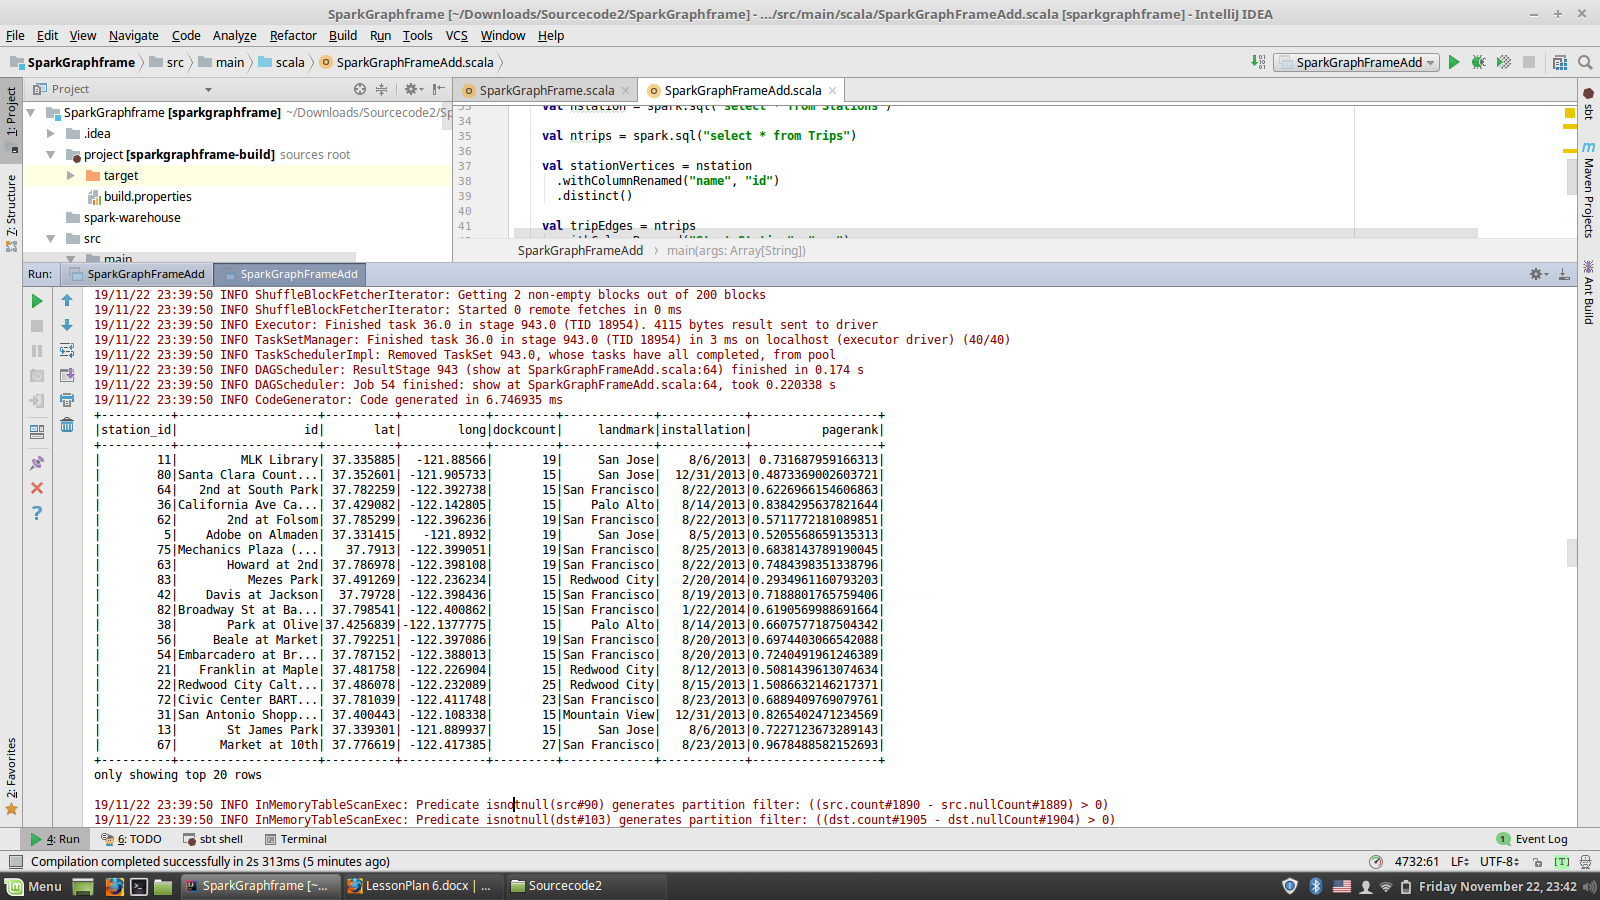 SparkGraphframe [~/Downloads/Sourcecode2/SparkGraphframe] - .../src/main/scala/SparkGraphFrameAdd.scala [sparkgraphframe] - IntelliJ IDEA
File Edit View Navigate Code Analyze Refactor Build Run Tools VCS Window Help
SparkGraphframe src main scala SparkGraphFrameAdd.scala SparkGraphFrameAdd
Project
SparkGraphFrame.scala SparkGraphFrameAdd.scala
1: Project
7: Structure
2: Favorites
SparkGraphframe [sparkgraphframe] ~/Downloads/Sourcecode2/Sp
.idea
project [sparkgraphframe-build] sources root
target
build.properties
spark-warehouse
src
main
33 val nstation = spark.sql("select * from Stations")
34
35 val ntrips = spark.sql("select * from Trips")
36
37 val stationVertices = nstation
38 .withColumnRenamed("name", "id")
39 .distinct()
40
41 val tripEdges = ntrips
SparkGraphFrameAdd main(args: Array[String])
sbt
Maven Projects
Ant Build
Run: SparkGraphFrameAdd SparkGraphFrameAdd
19/11/22 23:39:50 INFO ShuffleBlockFetcherIterator: Getting 2 non-empty blocks out of 200 blocks
19/11/22 23:39:50 INFO ShuffleBlockFetcherIterator: Started 0 remote fetches in 0 ms
19/11/22 23:39:50 INFO Executor: Finished task 36.0 in stage 943.0 (TID 18954). 4115 bytes result sent to driver
19/11/22 23:39:50 INFO TaskSetManager: Finished task 36.0 in stage 943.0 (TID 18954) in 3 ms on localhost (executor driver) (40/40)
19/11/22 23:39:50 INFO TaskSchedulerImpl: Removed TaskSet 943.0, whose tasks have all completed, from pool
19/11/22 23:39:50 INFO DAGScheduler: ResultStage 943 (show at SparkGraphFrameAdd.scala:64) finished in 0.174 s
19/11/22 23:39:50 INFO DAGScheduler: Job 54 finished: show at SparkGraphFrameAdd.scala:64, took 0.220338 s
19/11/22 23:39:50 INFO CodeGenerator: Code generated in 6.746935 ms
+----------+--------------------+----------+-----------+---------+-------------+------------+------------------+
|station_id| id| lat| long|dockcount| landmark|installation| pagerank|
+----------+--------------------+----------+-----------+---------+-------------+------------+------------------+
| 11| MLK Library| 37.335885| -121.88566| 19| San Jose| 8/6/2013| 0.731687959166313|
| 80|Santa Clara Count...| 37.352601|-121.905733| 15| San Jose| 12/31/2013|0.4873369002603721|
| 64| 2nd at South Park| 37.782259|-122.392738| 15|San Francisco| 8/22/2013|0.6226966154606863|
| 36|California Ave Ca...| 37.429082|-122.142805| 15| Palo Alto| 8/14/2013|0.8384295637821644|
| 62| 2nd at Folsom| 37.785299|-122.396236| 19|San Francisco| 8/22/2013|0.5711772181089851|
| 5| Adobe on Almaden| 37.331415| -121.8932| 19| San Jose| 8/5/2013|0.5205568659135313|
| 75|Mechanics Plaza (...| 37.7913|-122.399051| 19|San Francisco| 8/25/2013|0.6838143789190045|
| 63| Howard at 2nd| 37.786978|-122.398108| 19|San Francisco| 8/22/2013|0.7484398351338796|
| 83| Mezes Park| 37.491269|-122.236234| 15| Redwood City| 2/20/2014|0.2934961160793203|
| 42| Davis at Jackson| 37.79728|-122.398436| 15|San Francisco| 8/19/2013|0.7188801765759406|
| 82|Broadway St at Ba...| 37.798541|-122.400862| 15|San Francisco| 1/22/2014|0.6190569988691664|
| 38| Park at Olive|37.4256839|-122.1377775| 15| Palo Alto| 8/14/2013|0.6607577187504342|
| 56| Beale at Market| 37.792251|-122.397086| 19|San Francisco| 8/20/2013|0.6974403066542088|
| 54|Embarcadero at Br...| 37.787152|-122.388013| 15|San Francisco| 8/20/2013|0.7240491961246389|
| 21| Franklin at Maple| 37.481758|-122.226904| 15| Redwood City| 8/12/2013|0.5081439613074634|
| 22|Redwood City Calt...| 37.486078|-122.232089| 25| Redwood City| 8/15/2013|1.5086632146217371|
| 72|Civic Center BART...| 37.781039|-122.411748| 23|San Francisco| 8/23/2013|0.6889409769079761|
| 31|San Antonio Shopp...| 37.400443|-122.108338| 15|Mountain View| 12/31/2013|0.8265402471234569|
| 13| St James Park| 37.339301|-121.889937| 15| San Jose| 8/6/2013|0.7227123673289143|
| 67| Market at 10th| 37.776619|-122.417385| 27|San Francisco| 8/23/2013|0.9678488582152693|
+----------+--------------------+----------+-----------+---------+-------------+------------+------------------+
only showing top 20 rows
19/11/22 23:39:50 INFO InMemoryTableScanExec: Predicate isnotnull(src#90) generates partition filter: ((src.count#1890 - src.nullCount#1889) > 0)
19/11/22 23:39:50 INFO InMemoryTableScanExec: Predicate isnotnull(dst#103) generates partition filter: ((dst.count#1905 - dst.nullCount#1904) > 0)
4: Run 6: TODO sbt shell Terminal 1 Event Log
Compilation completed successfully in 2s 313ms (5 minutes ago) 4732:61 LF UTF-8 [T]
Menu SparkGraphframe [~... LessonPlan 6.docx | ... Sourcecode2 Friday November 22, 23:42